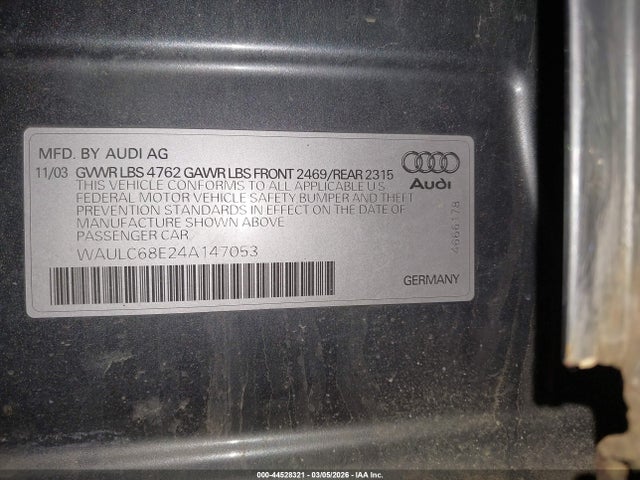 MFD. BY AUDI AG
11/03 GVWR LBS 4762 GAWR LBS FRONT 2469/REAR 2315
THIS VEHICLE CONFORMS TO ALL APPLICABLE U.S.
FEDERAL MOTOR VEHICLE SAFETY BUMPER AND THEFT
PREVENTION STANDARDS IN EFFECT ON THE DATE OF
MANUFACTURE SHOWN ABOVE
PASSENGER CAR
WAULC68E24A147053
Audi
4666178
GERMANY
000-44528321 - 03/05/2026 - IAA Inc.